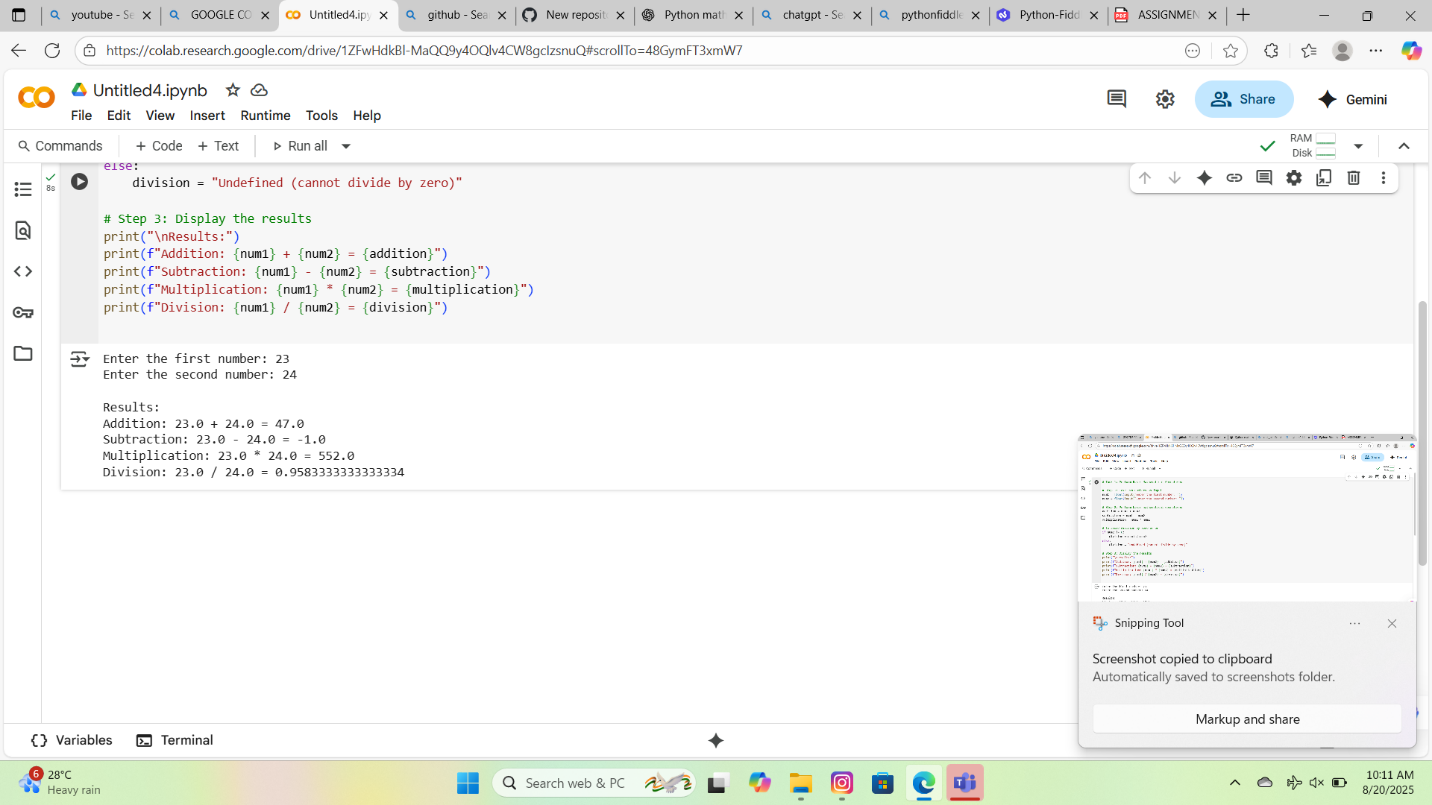 youtube - Se
GOOGLE CO
Untitled4.ipy
github - Sea
New reposit
Python mat
chatgpt - Se
pythonfiddle
Python-Fidd
ASSIGNMEN
https://colab.research.google.com/drive/1ZFwHdkBl-MaQQ9y4OQlv4CW8gcIzsnuQ#scrollTo=48GymFT3xmW7
Untitled4.ipynb
File Edit View Insert Runtime Tools Help
Share
Gemini
Commands + Code + Text Run all
RAM
Disk
8s
else:
division = "Undefined (cannot divide by zero)"
# Step 3: Display the results
print("\nResults:")
print(f"Addition: {num1} + {num2} = {addition}")
print(f"Subtraction: {num1} - {num2} = {subtraction}")
print(f"Multiplication: {num1} * {num2} = {multiplication}")
print(f"Division: {num1} / {num2} = {division}")
Enter the first number: 23
Enter the second number: 24
Results:
Addition: 23.0 + 24.0 = 47.0
Subtraction: 23.0 - 24.0 = -1.0
Multiplication: 23.0 * 24.0 = 552.0
Division: 23.0 / 24.0 = 0.9583333333333334
Snipping Tool
Screenshot copied to clipboard
Automatically saved to screenshots folder.
Markup and share
{} Variables
Terminal
6
28°C
Heavy rain
Search web & PC
10:11 AM
8/20/2025